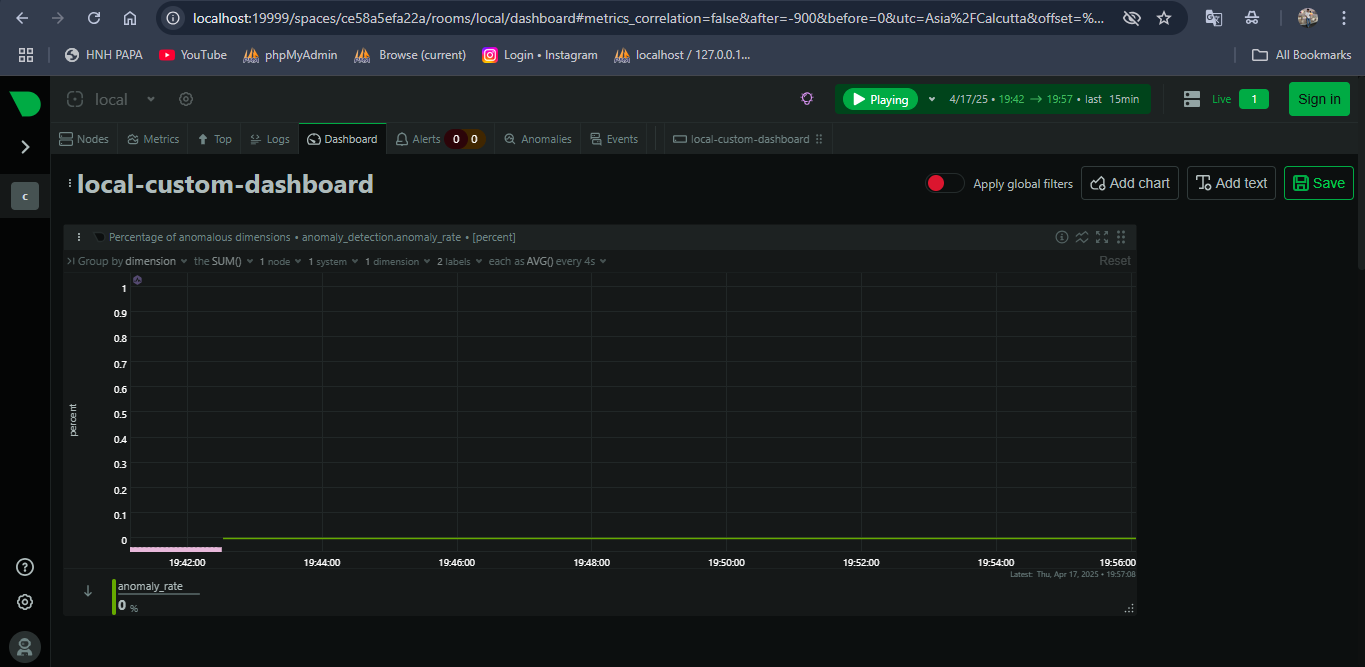 localhost:19999/spaces/ce58a5efa22a/rooms/local/dashboard#metrics_correlation=false&after=-900&before=0&utc=Asia%2FCalcutta&offset=%...
HNH PAPA YouTube phpMyAdmin Browse (current) Login • Instagram localhost / 127.0.0.1... All Bookmarks
local Playing 4/17/25 • 19:42 → 19:57 • last 15min Live 1 Sign in
Nodes Metrics Top Logs Dashboard Alerts 0 0 Anomalies Events local-custom-dashboard
c
local-custom-dashboard Apply global filters Add chart Add text Save
Percentage of anomalous dimensions • anomaly_detection.anomaly_rate • [percent]
Group by dimension the SUM() 1 node 1 system 1 dimension 2 labels each as AVG() every 4s Reset
1
0.9
0.8
0.7
0.6
0.5
0.4
0.3
0.2
0.1
0
percent
19:42:00 19:44:00 19:46:00 19:48:00 19:50:00 19:52:00 19:54:00 19:56:00
Latest: Thu, Apr 17, 2025 • 19:57:08
anomaly_rate
0 %